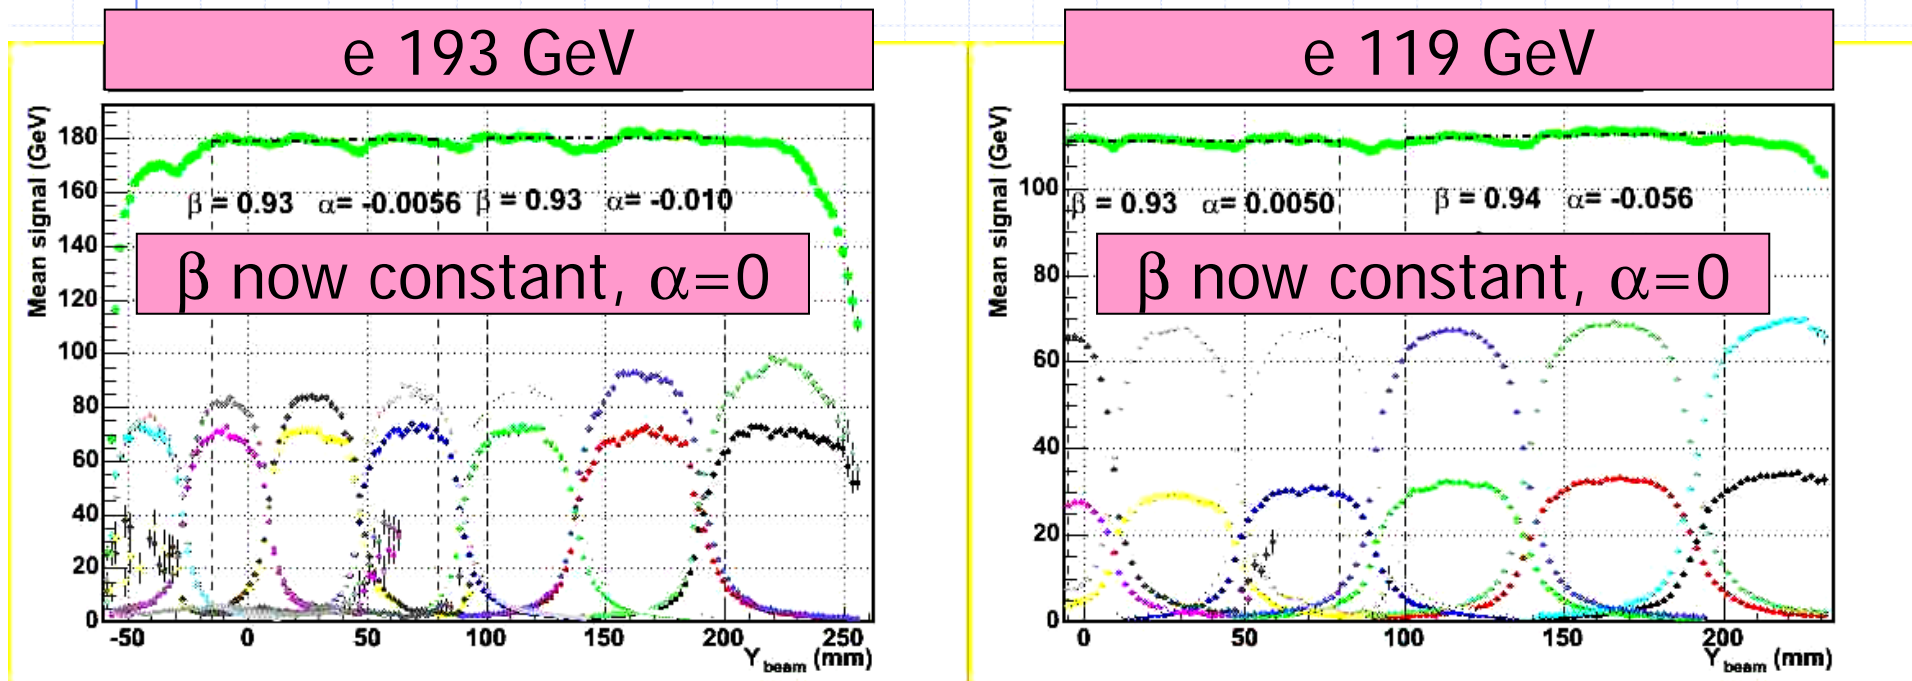 e 193 GeV
Mean signal (GeV)
180
160
140
120
100
80
60
40
20
0
β = 0.93 α= -0.0056 β = 0.93 α= -0.010
β now constant, α=0
-50 0 50 100 150 200 250
Y beam (mm)
e 119 GeV
Mean signal (GeV)
100
80
60
40
20
0
β = 0.93 α= 0.0050 β = 0.94 α= -0.056
β now constant, α=0
0 50 100 150 200
Y beam (mm)